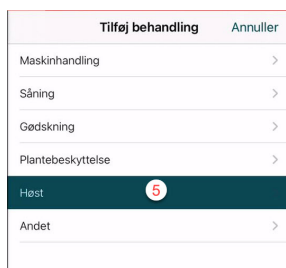 Tilføj behandling Annuller
Maskinhandling
Såning
Gødskning
Plantebeskyttelse
Høst 5
Andet